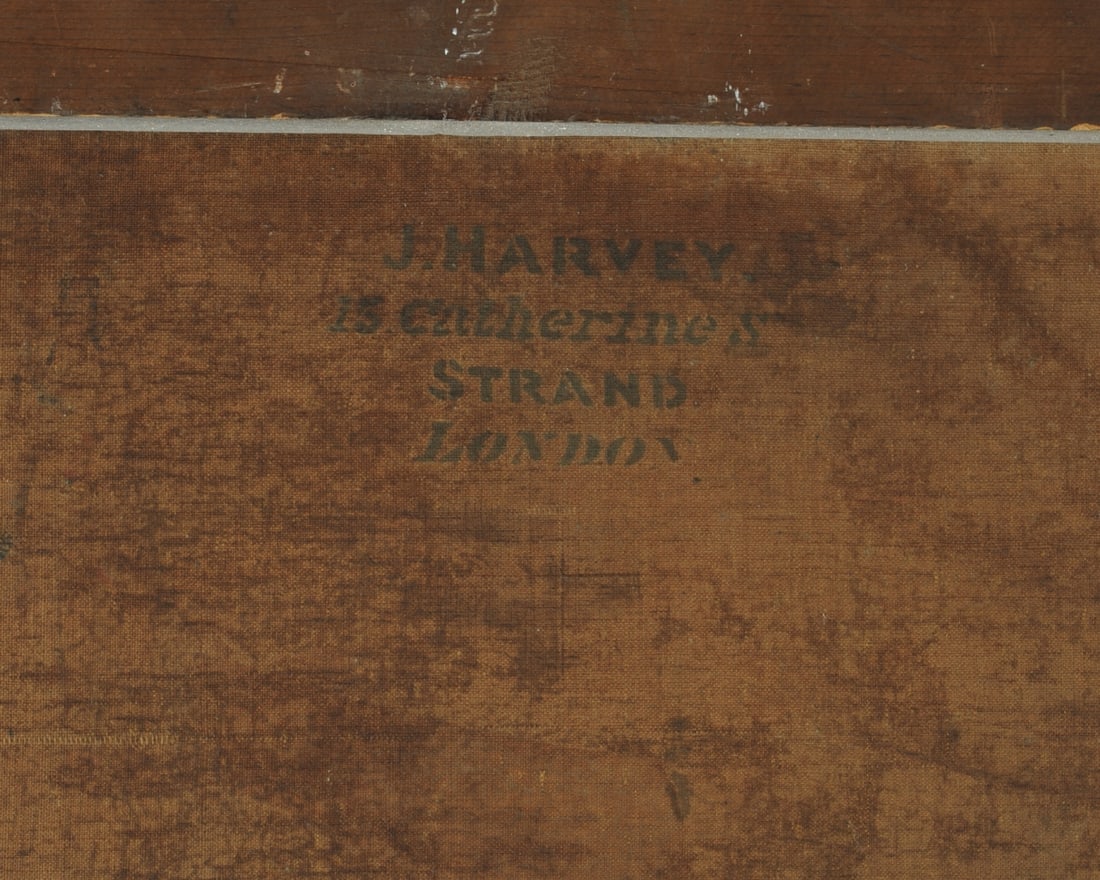 J. HARVEY.
15 Catherine S
STRAND
LONDON